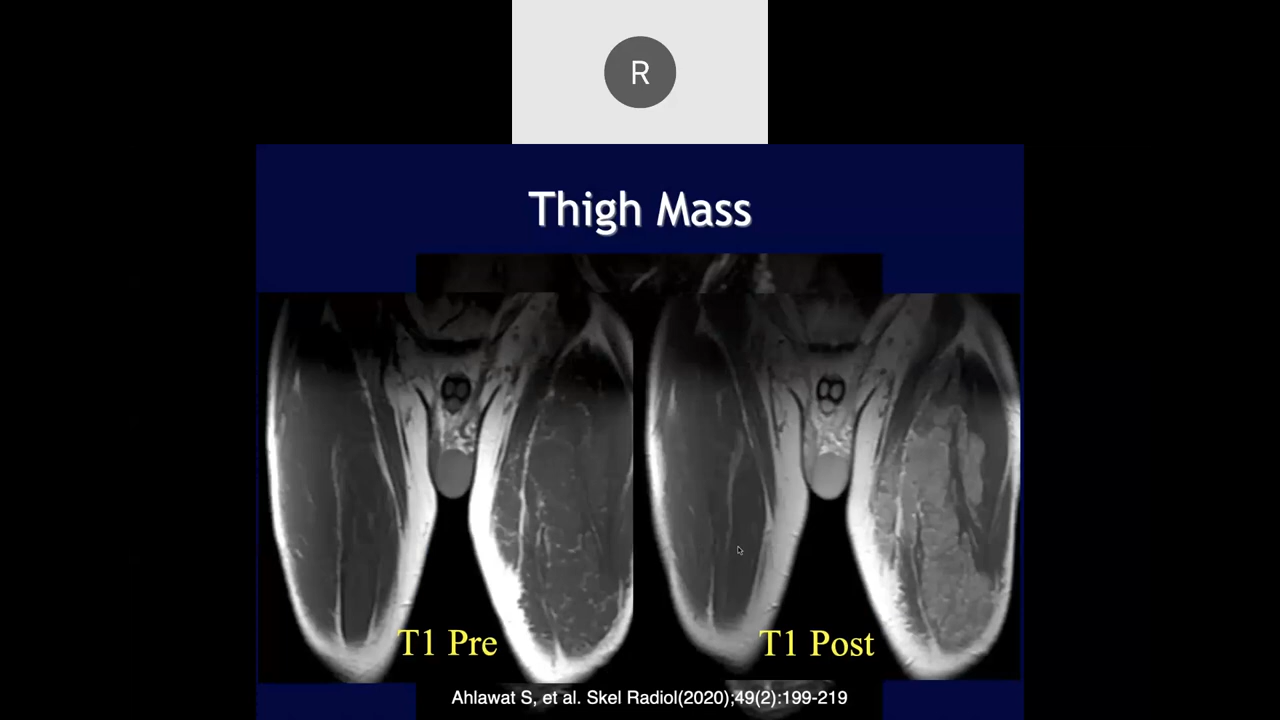 R
Thigh Mass
T1 Pre
T1 Post
Ahlawat S, et al. Skel Radiol(2020);49(2):199-219